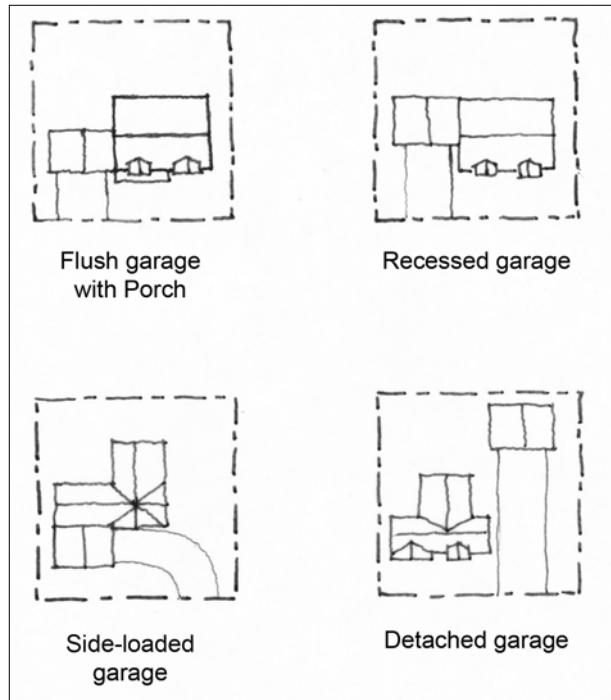 Flush garage
with Porch
Recessed garage
Side-loaded
garage
Detached garage